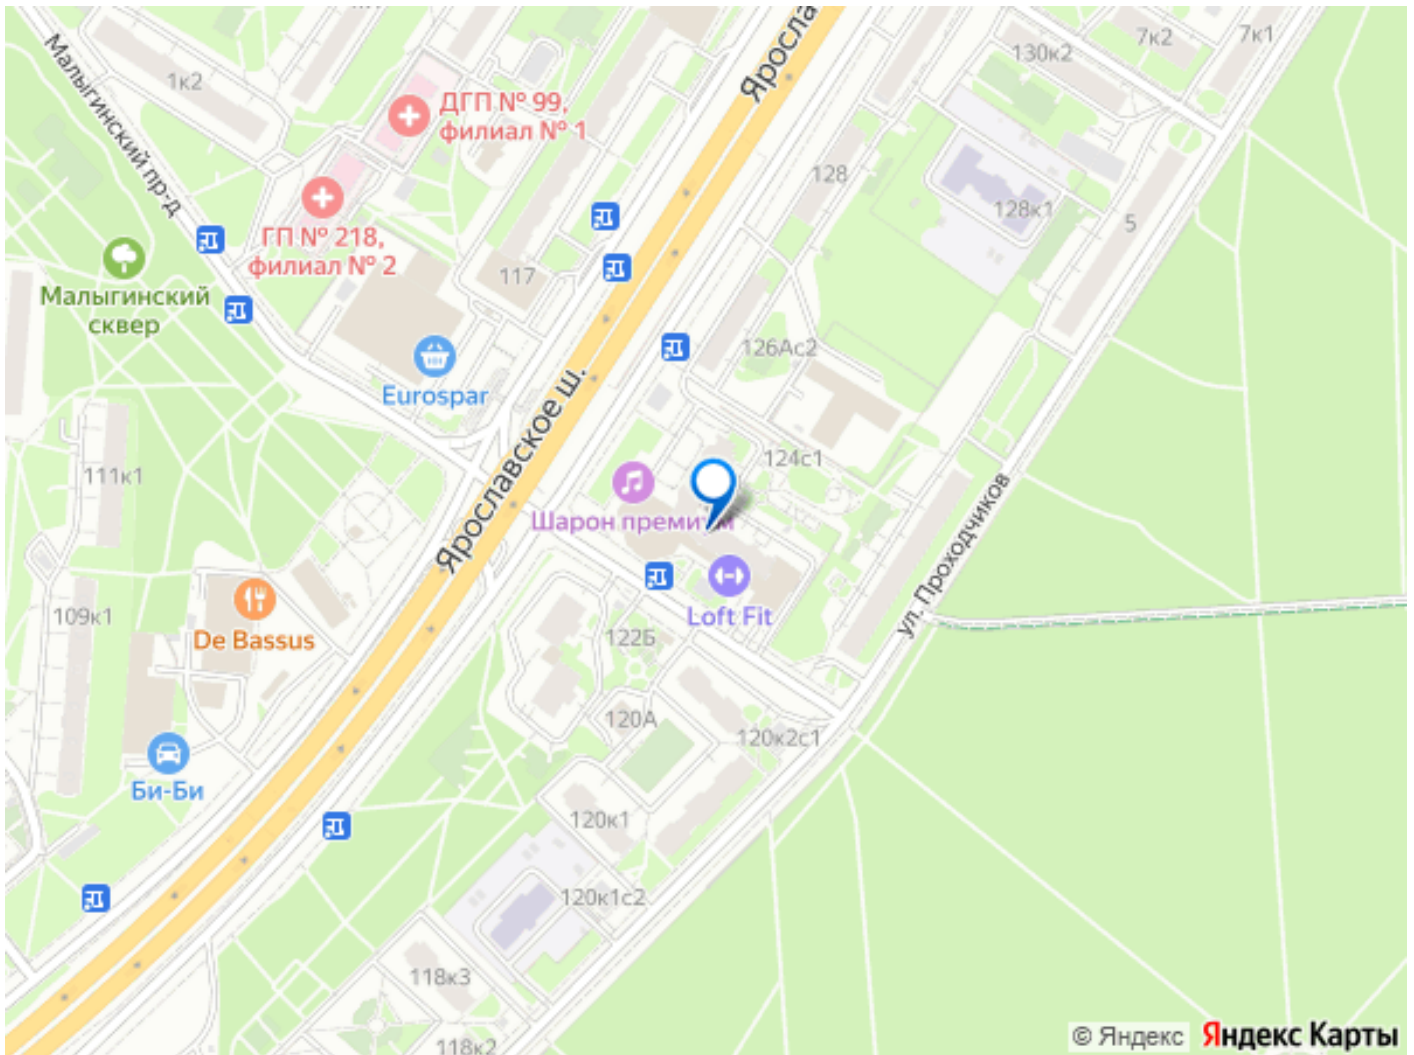 7к2
7к1
130к2
Малыгинский пр-д
1к2
ДГП № 99,
филиал № 1
128
128к1
5
ГП № 218,
филиал № 2
117
Малыгинский
сквер
126Ас2
Eurospar
Ярославское ш.
Яросла
111к1
124с1
Шарон премиум
ул. Проходчиков
Loft Fit
109к1
De Bassus
122Б
120А
120к2с1
Би-Би
120к1
120к1с2
118к3
118к2
© Яндекс Яндекс Карты